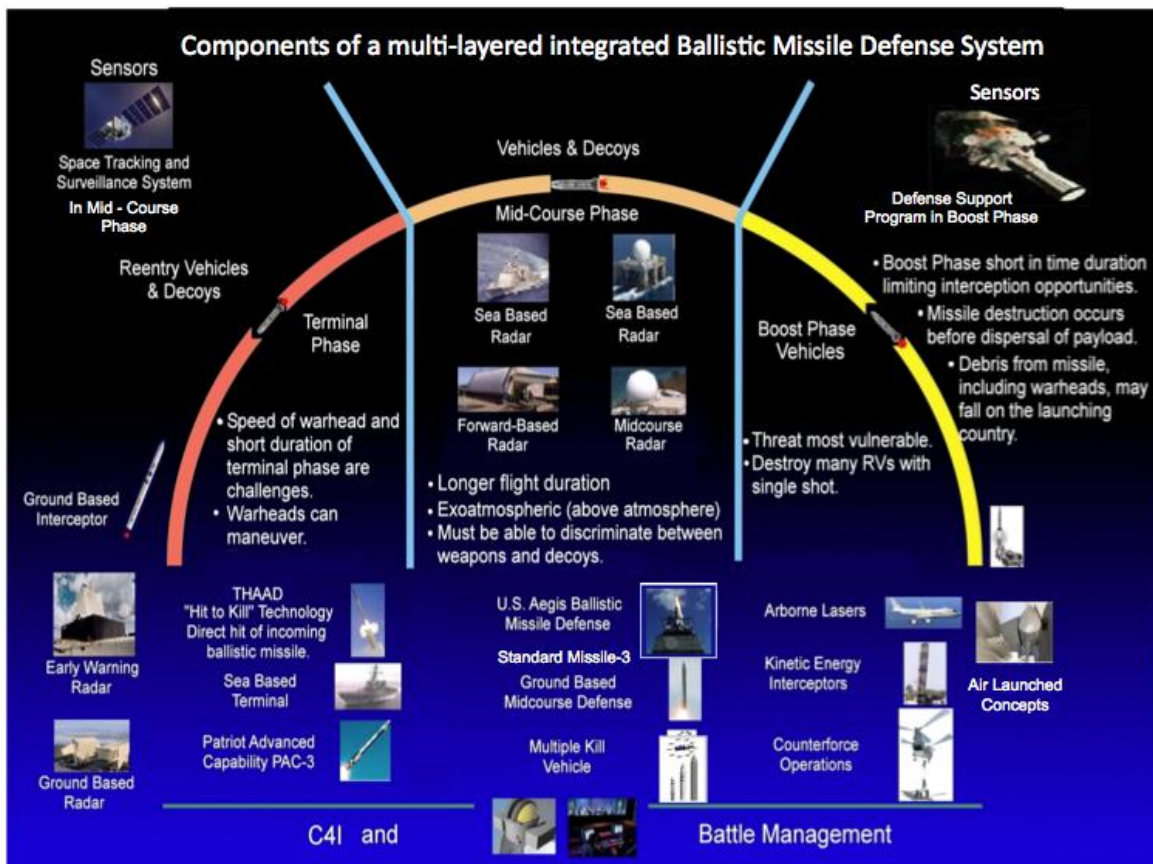 Components of a multi-layered integrated Ballistic Missile Defense System
Sensors
Space Tracking and
Surveillance System
In Mid - Course
Phase
Reentry Vehicles
& Decoys
Terminal
Phase
• Speed of warhead and
short duration of
terminal phase are
challenges.
• Warheads can
maneuver.
Ground Based
Interceptor
Vehicles & Decoys
Mid-Course Phase
Sea Based
Radar
Sea Based
Radar
Forward-Based
Radar
Midcourse
Radar
• Longer flight duration
• Exoatmospheric (above atmosphere)
• Must be able to discriminate between
weapons and decoys.
Sensors
Defense Support
Program in Boost Phase
• Boost Phase short in time duration
limiting interception opportunities.
• Missile destruction occurs
before dispersal of payload.
• Debris from missile,
including warheads, may
fall on the launching
country.
Boost Phase
Vehicles
• Threat most vulnerable.
• Destroy many RVs with
single shot.
Early Warning
Radar
Ground Based
Radar
THAAD
"Hit to Kill" Technology
Direct hit of incoming
ballistic missile.
Sea Based
Terminal
Patriot Advanced
Capability PAC-3
U.S. Aegis Ballistic
Missile Defense
Standard Missile-3
Ground Based
Midcourse Defense
Multiple Kill
Vehicle
Arborne Lasers
Kinetic Energy
Interceptors
Counterforce
Operations
Air Launched
Concepts
C4I and
Battle Management